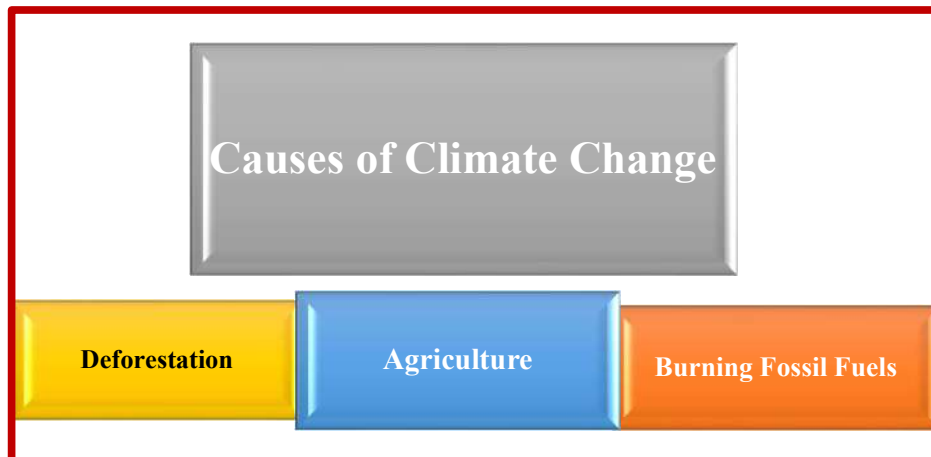 Causes of Climate Change
Deforestation
Agriculture
Burning Fossil Fuels